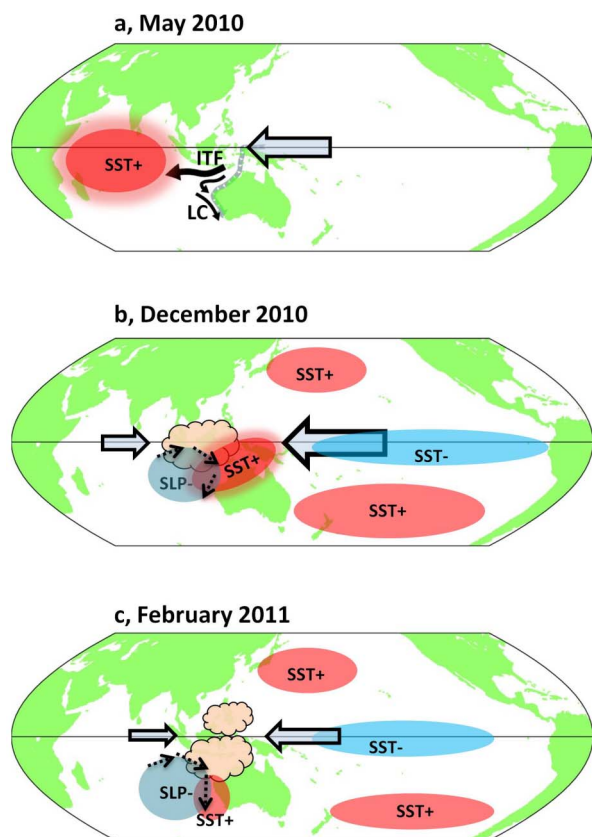 a, May 2010
SST+
ITF
LC
b, December 2010
SST+
SST+
SST-
SLP-
SST+
c, February 2011
SST+
SST-
SLP-
SST+
SST+